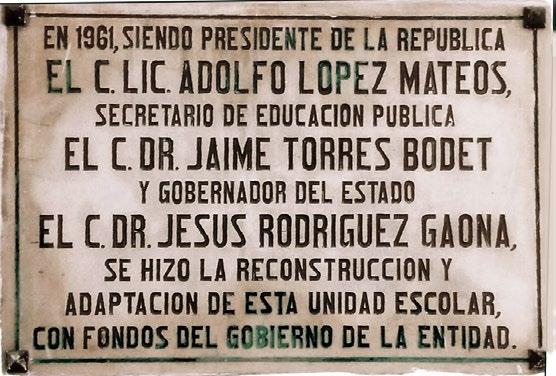 EN 1961, SIENDO PRESIDENTE DE LA REPUBLICA
EL C. LIC. ADOLFO LOPEZ MATEOS,
SECRETARIO DE EDUCACION PUBLICA
EL C. DR. JAIME TORRES BODET
Y GOBERNADOR DEL ESTADO
EL C. DR. JESUS RODRIGUEZ GAONA,
SE HIZO LA RECONSTRUCCION Y
ADAPTACION DE ESTA UNIDAD ESCOLAR,
CON FONDOS DEL GOBIERNO DE LA ENTIDAD.